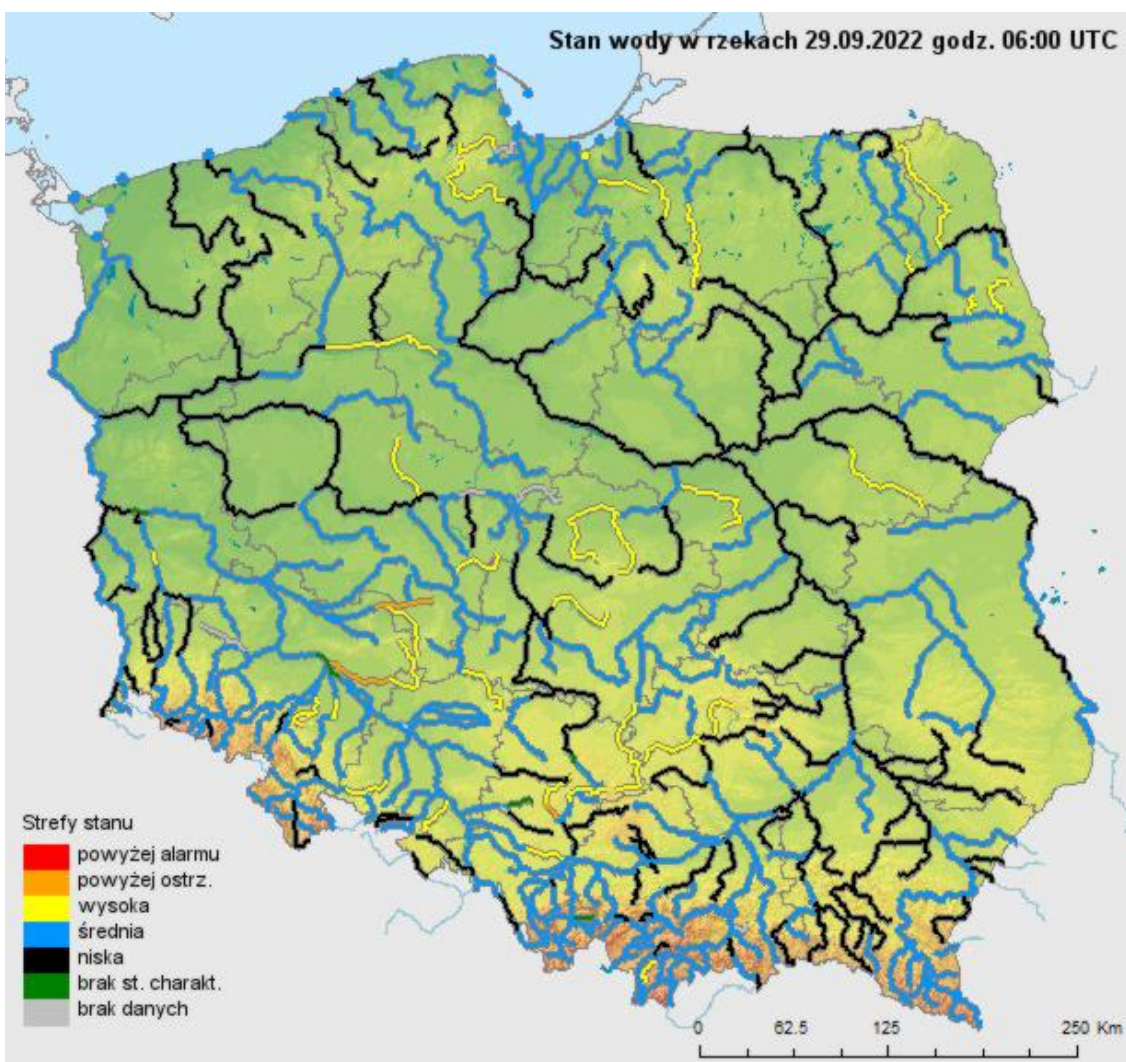 Stan wody w rzekach 29.09.2022 godz. 06:00 UTC
Strefy stanu
powyżej alarmu
powyżej ostrz.
wysoka
średnia
niska
brak st. charakt.
brak danych
0 62.5 125 250 Km